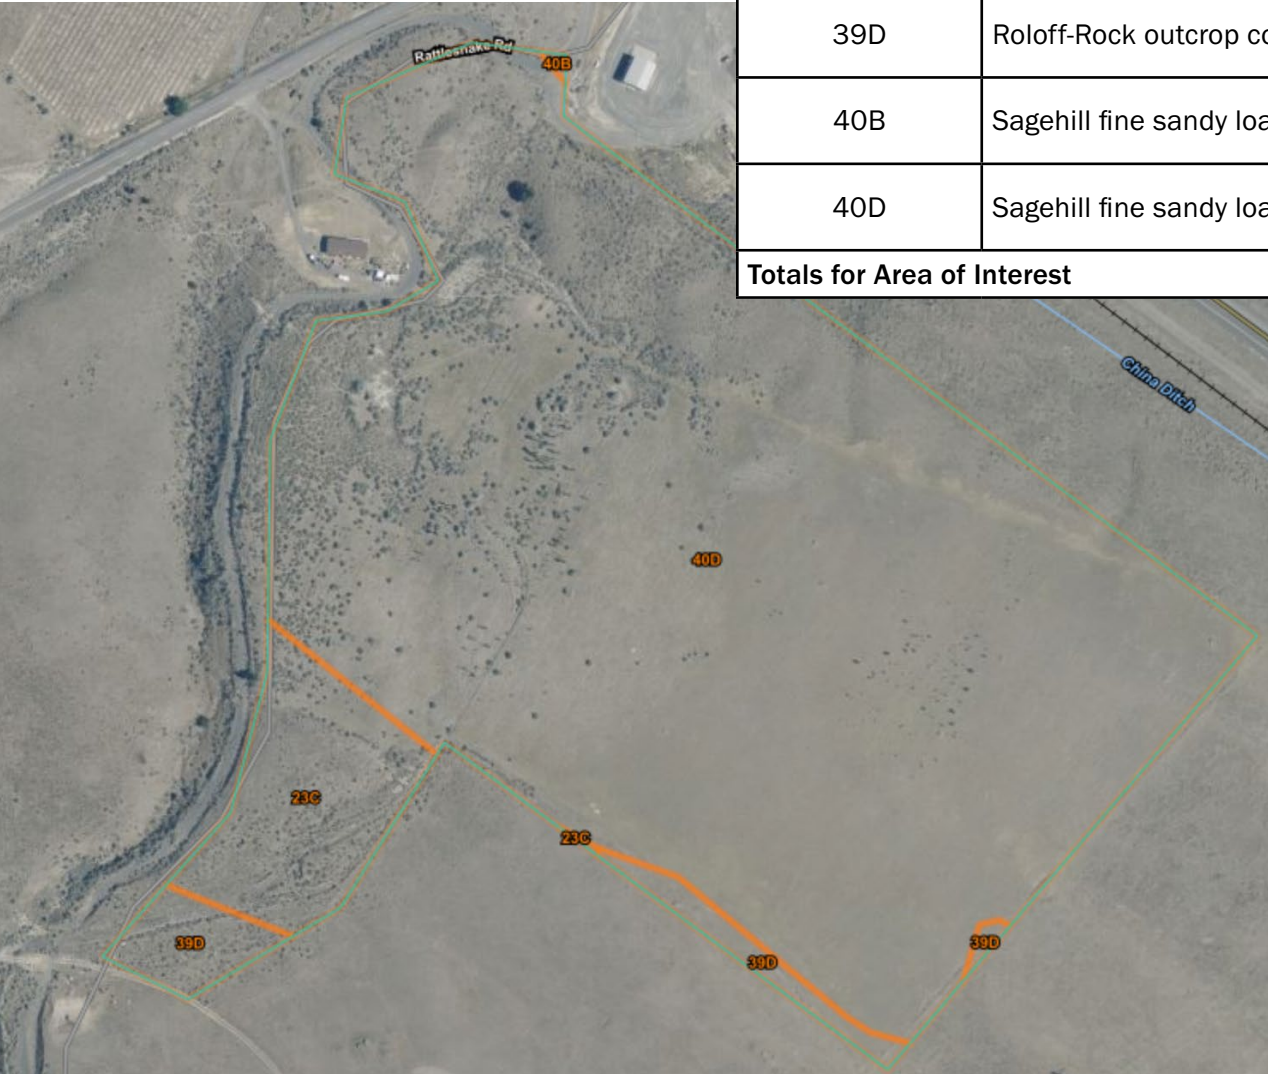 39D Roloff-Rock outcrop co
40B Sagehill fine sandy loa
40D Sagehill fine sandy loa
Totals for Area of Interest
Rattlesnake Rd
40B
China Ditch
40D
23C
23C
39D
39D
39D